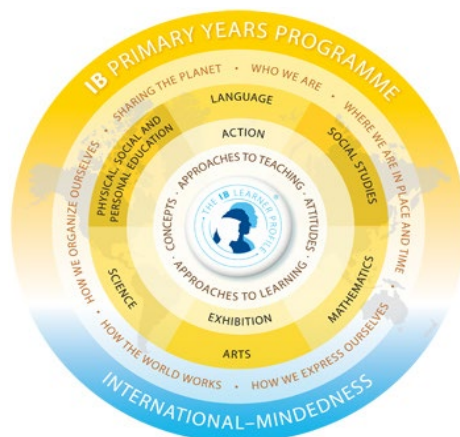 IB PRIMARY YEARS PROGRAMME
SHARING THE PLANET • WHO WE ARE • WHERE WE ARE IN PLACE AND TIME • HOW WE EXPRESS OURSELVES • HOW THE WORLD WORKS • HOW WE ORGANIZE OURSELVES •
LANGUAGE
SOCIAL STUDIES
MATHEMATICS
ARTS
SCIENCE
PHYSICAL, SOCIAL AND
PERSONAL EDUCATION
ACTION
EXHIBITION
APPROACHES TO TEACHING · ATTITUDES · APPROACHES TO LEARNING · CONCEPTS ·
THE IB LEARNER PROFILE
®
INTERNATIONAL–MINDEDNESS